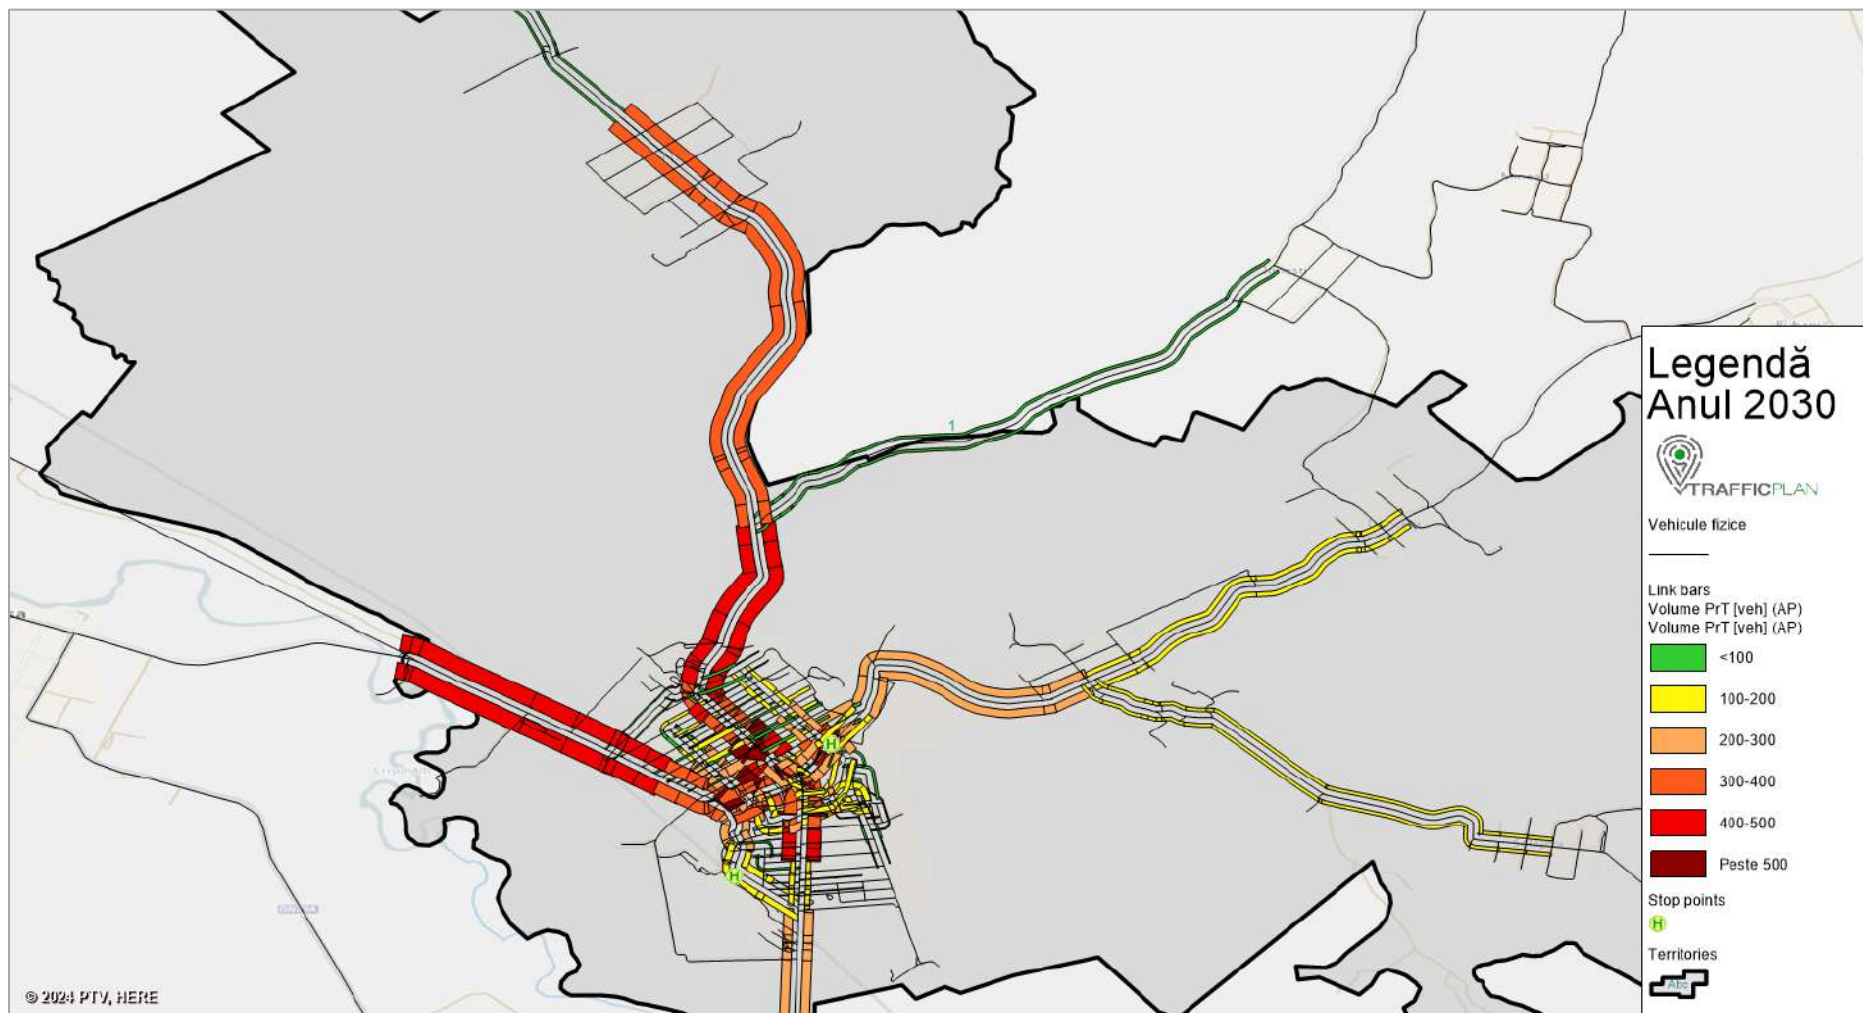 Legendă
Anul 2030
TRAFFICPLAN
Vehicule fizice
Link bars
Volume PrT [veh] (AP)
Volume PrT [veh] (AP)
<100
100-200
200-300
300-400
400-500
Peste 500
Stop points
H
Territories
Abc
1
H
H
© 2024 PTV, HERE